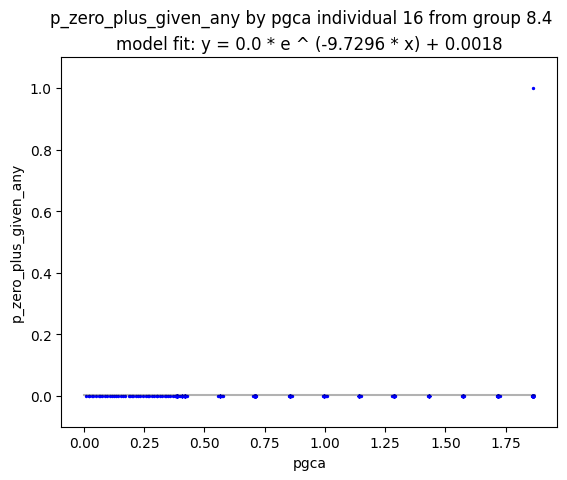 p_zero_plus_given_any by pgca individual 16 from group 8.4
model fit: y = 0.0 * e ^ (-9.7296 * x) + 0.0018
1.0
0.8
0.6
0.4
0.2
0.0
p_zero_plus_given_any
0.00 0.25 0.50 0.75 1.00 1.25 1.50 1.75
pgca